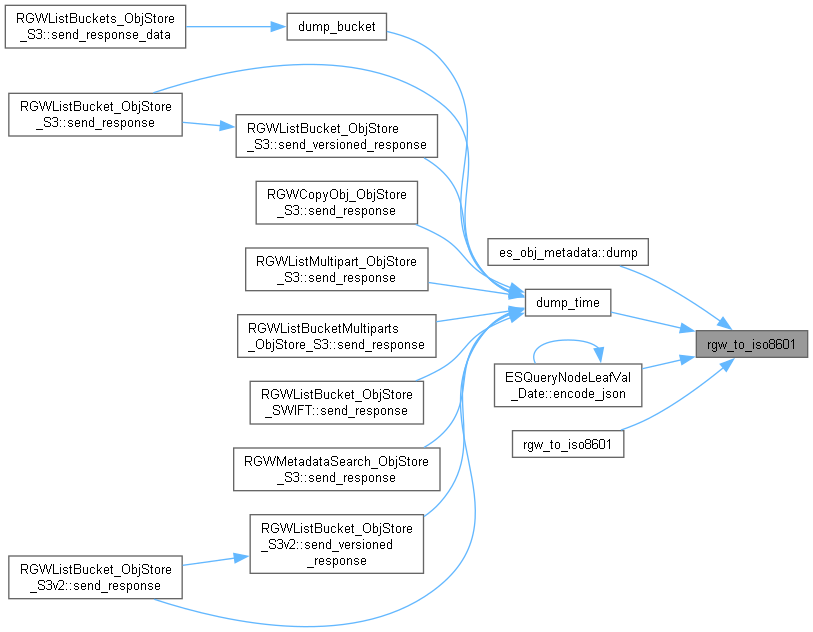 RGWListBuckets_ObjStore
_S3::send_response_data
dump_bucket
RGWListBucket_ObjStore
_S3::send_response
RGWListBucket_ObjStore
_S3::send_versioned_response
RGWCopyObj_ObjStore
_S3::send_response
es_obj_metadata::dump
RGWListMultipart_ObjStore
_S3::send_response
dump_time
RGWListBucketMultiparts
_ObjStore_S3::send_response
rgw_to_iso8601
ESQueryNodeLeafVal
_Date::encode_json
RGWListBucket_ObjStore
_SWIFT::send_response
rgw_to_iso8601
RGWMetadataSearch_ObjStore
_S3::send_response
RGWListBucket_ObjStore
_S3v2::send_versioned
_response
RGWListBucket_ObjStore
_S3v2::send_response